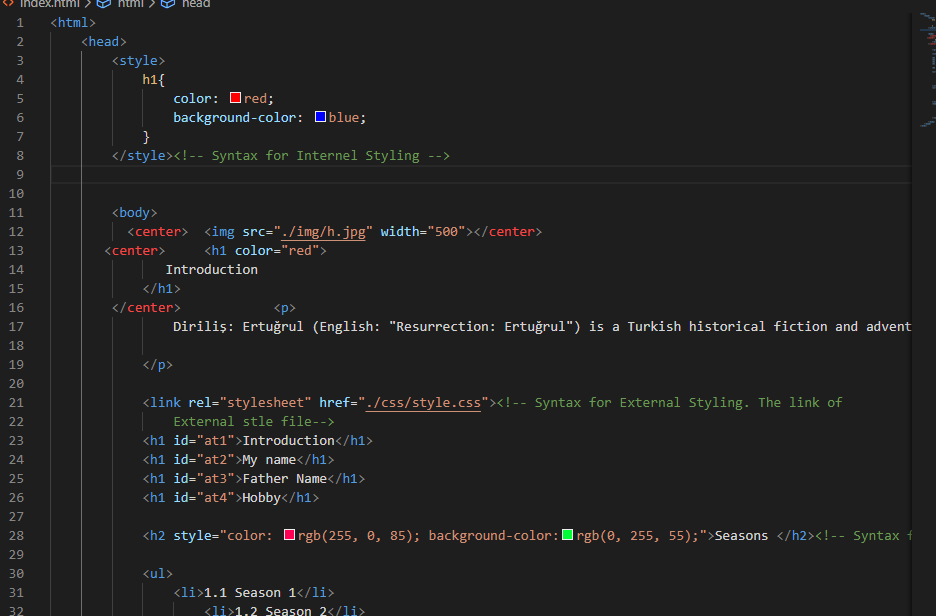 index.html > html > head
1 <html>
2 <head>
3 <style>
4 h1{
5 color: red;
6 background-color: blue;
7 }
8 </style><!-- Syntax for Internel Styling -->
9
10
11 <body>
12 <center> <img src="./img/h.jpg" width="500"></center>
13 <center> <h1 color="red">
14 Introduction
15 </h1>
16 </center> <p>
17 Diriliş: Ertuğrul (English: "Resurrection: Ertuğrul") is a Turkish historical fiction and advent
18
19 </p>
20
21 <link rel="stylesheet" href="./css/style.css"><!-- Syntax for External Styling. The link of
22 External stle file-->
23 <h1 id="at1">Introduction</h1>
24 <h1 id="at2">My name</h1>
25 <h1 id="at3">Father Name</h1>
26 <h1 id="at4">Hobby</h1>
27
28 <h2 style="color: rgb(255, 0, 85); background-color: rgb(0, 255, 55);">Seasons </h2><!-- Syntax f
29
30 <ul>
31 <li>1.1 Season 1</li>
32 <li>1.2 Season 2</li>